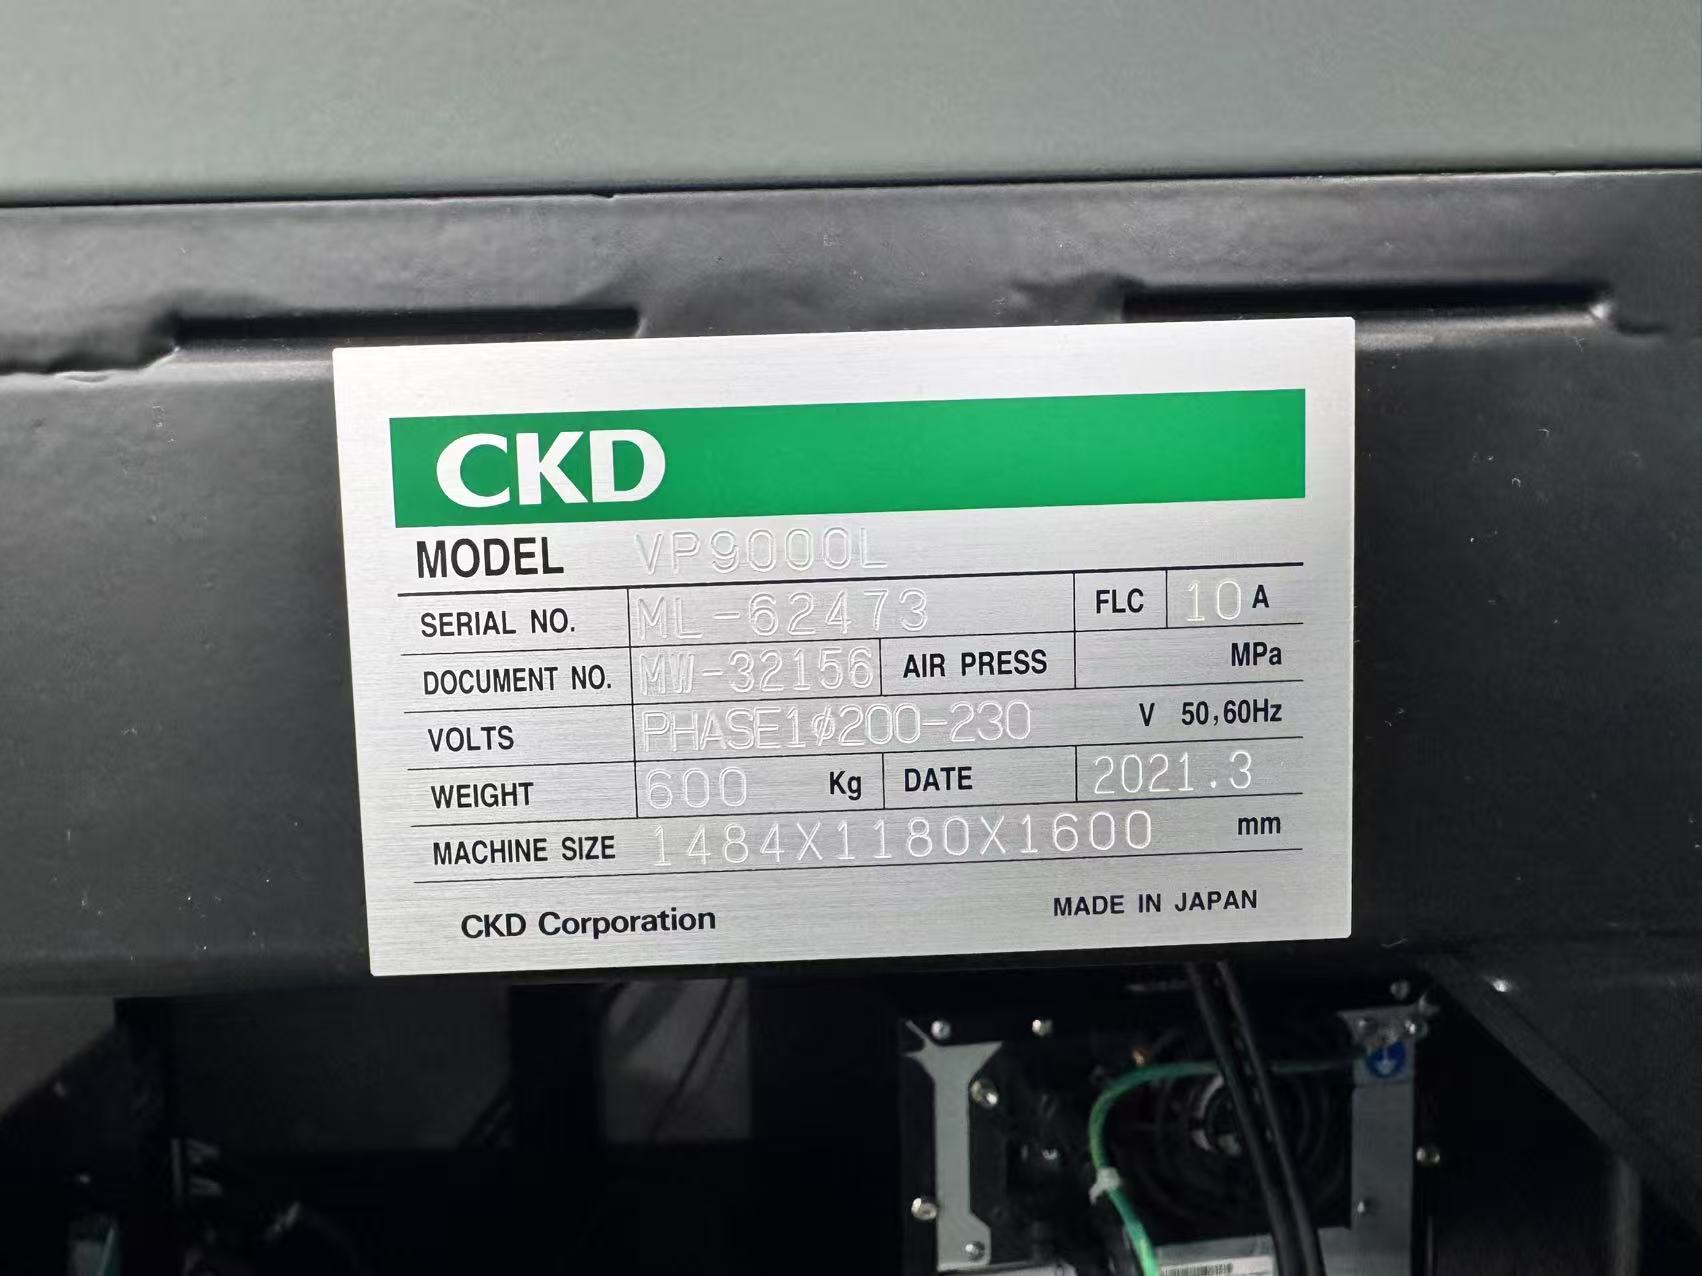 CKD
MODEL VP9000L
SERIAL NO. ML-62473 FLC 10 A
DOCUMENT NO. MW-32156 AIR PRESS MPa
VOLTS PHASE1φ200-230 V 50,60Hz
WEIGHT 600 Kg DATE 2021.3
MACHINE SIZE 1484X1180X1600 mm
CKD Corporation MADE IN JAPAN